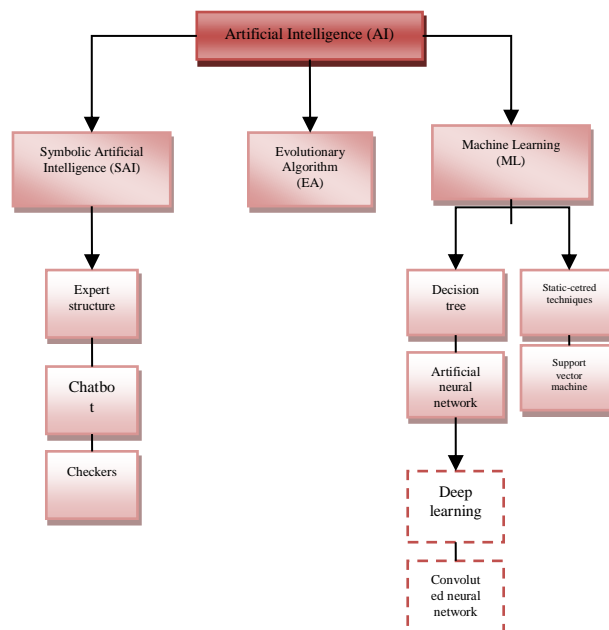 Artificial Intelligence (AI)
Symbolic Artificial
Intelligence (SAI)
Evolutionary
Algorithm
(EA)
Machine Learning
(ML)
Expert
structure
Chatbo
t
Checkers
Decision
tree
Artificial
neural
network
Static-cetred
techniques
Support
vector
machine
Deep
learning
Convolut
ed neural
network